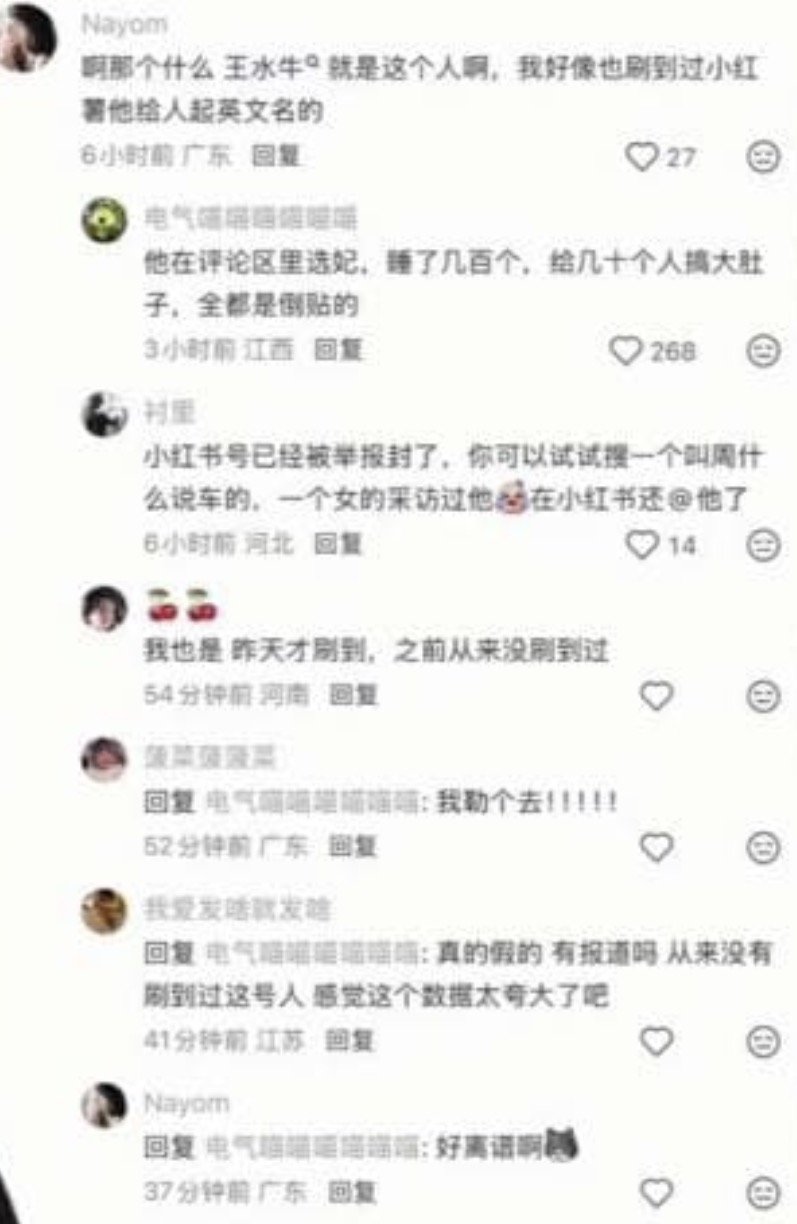 Nayom
啊那个什么 王水牛 就是这个人啊，我好像也刷到过小红
薯他给人起英文名的
6小时前 广东 回复
27
电气喵喵喵喵喵喵
他在评论区里选妃，睡了几百个，给几十个人搞大肚
子，全都是倒贴的
3小时前 江西 回复
268
衬里
小红书号已经被举报封了，你可以试试搜一个叫周什
么说车的，一个女的采访过他在小红书还@他了
6小时前 河北 回复
14
我也是 昨天才刷到，之前从来没刷到过
54分钟前 河南 回复
菠菜菠菠菜
回复 电气喵喵喵喵喵喵: 我勒个去!!!!!
52分钟前 广东 回复
我爱发啥就发啥
回复 电气喵喵喵喵喵喵: 真的假的 有报道吗 从来没有
刷到过这号人 感觉这个数据太夸大了吧
41分钟前 江苏 回复
Nayom
回复 电气喵喵喵喵喵喵: 好离谱啊
37分钟前 广东 回复